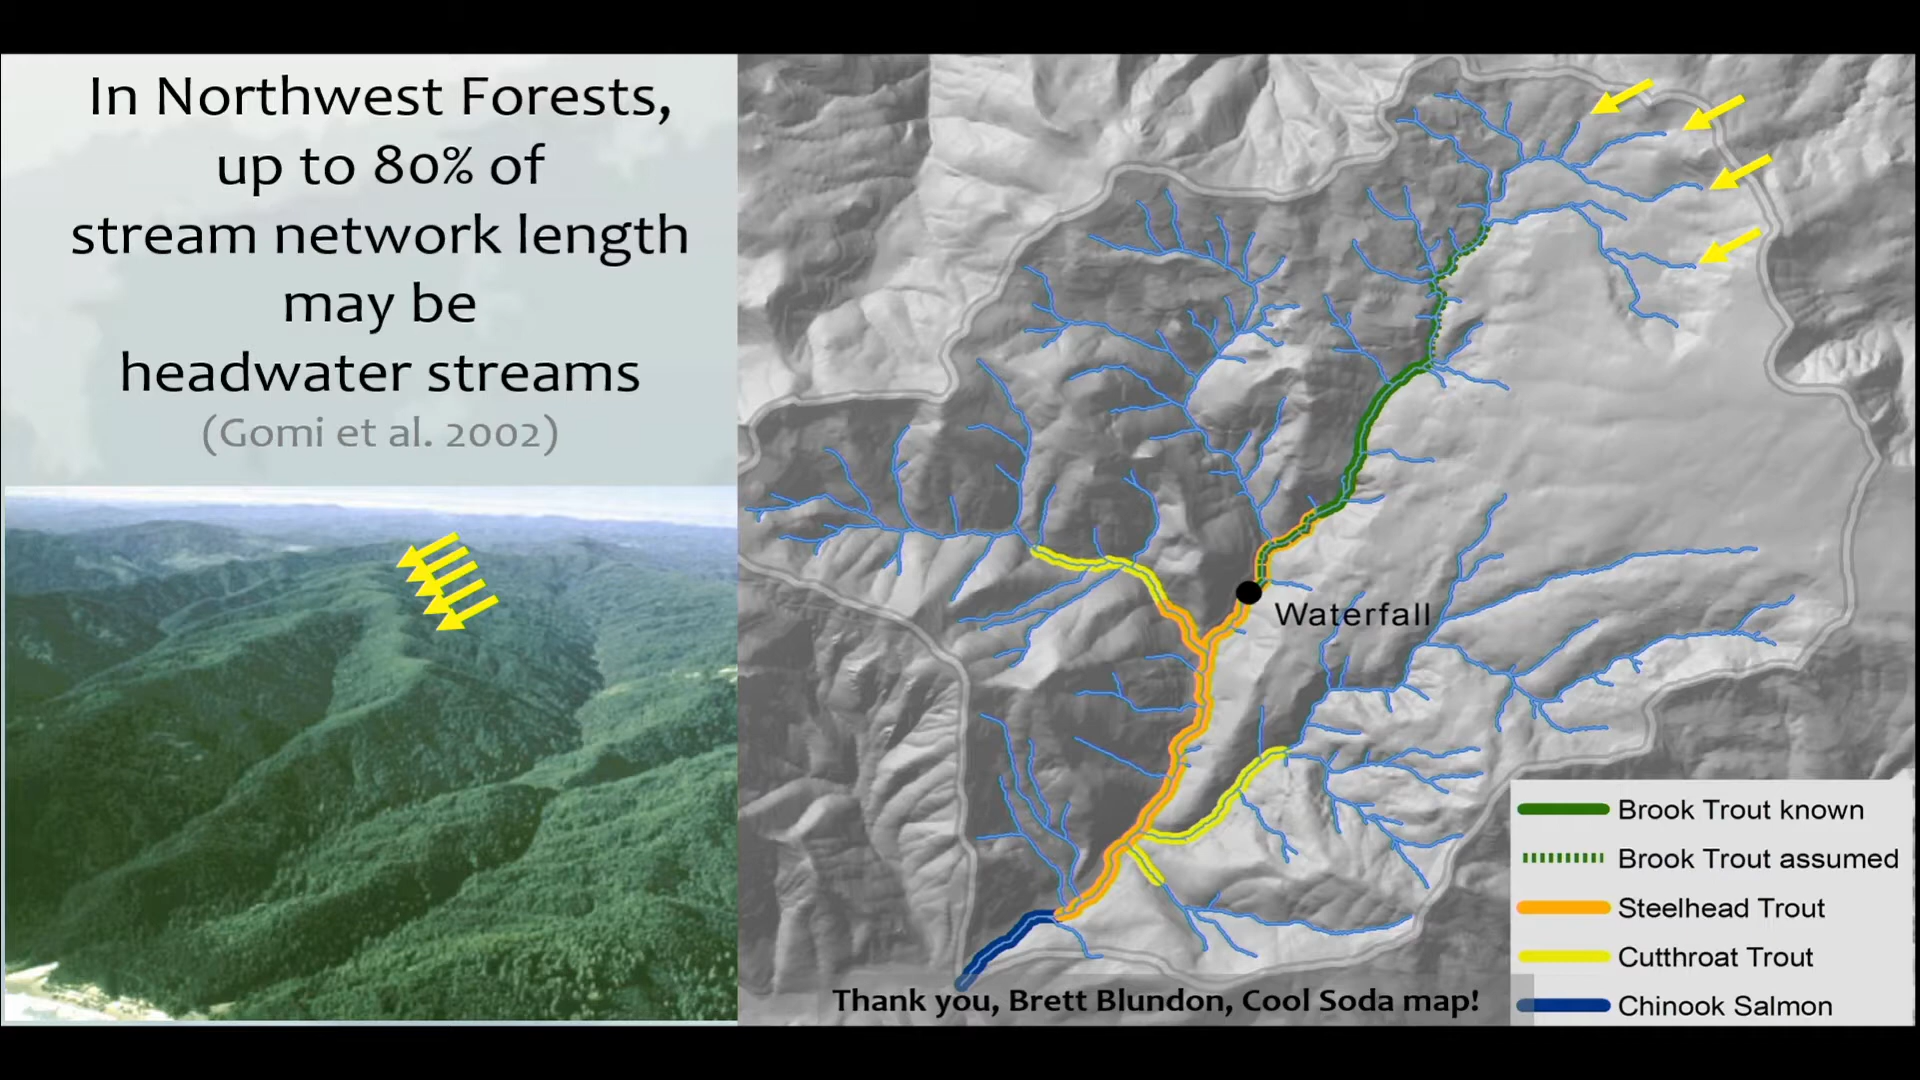 In Northwest Forests,
up to 80% of
stream network length
may be
headwater streams
(Gomi et al. 2002)
Waterfall
Brook Trout known
Brook Trout assumed
Steelhead Trout
Cutthroat Trout
Chinook Salmon
Thank you, Brett Blundon, Cool Soda map!